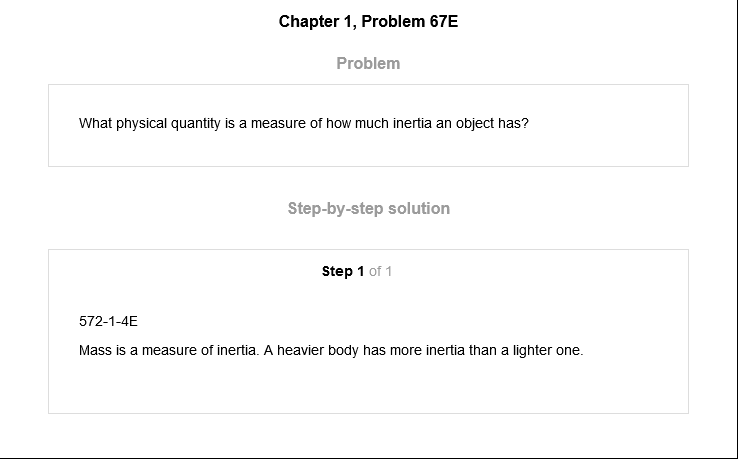 Chapter 1, Problem 67E
Problem
What physical quantity is a measure of how much inertia an object has?
Step-by-step solution
Step 1 of 1
572-1-4E
Mass is a measure of inertia. A heavier body has more inertia than a lighter one.